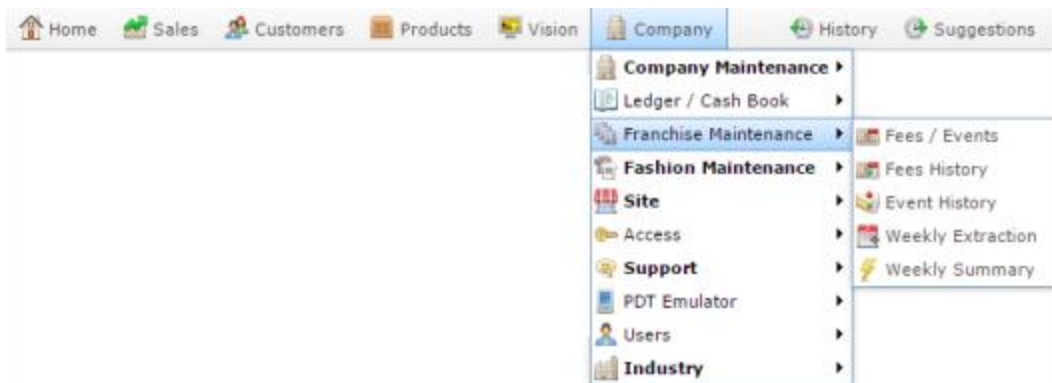 Home Sales Customers Products Vision Company History Suggestions
Company Maintenance
Ledger / Cash Book
Franchise Maintenance
Fees / Events
Fashion Maintenance
Fees History
Site
Event History
Access
Weekly Extraction
Support
Weekly Summary
PDT Emulator
Users
Industry